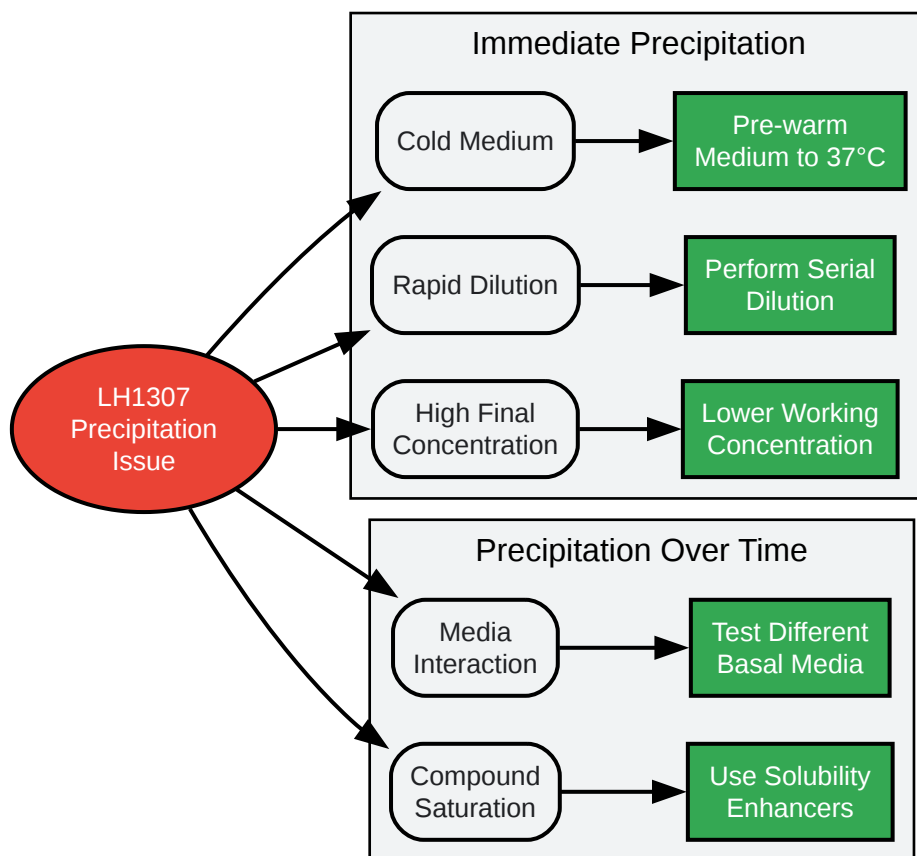 Immediate Precipitation
Cold Medium
Pre-warm
Medium to 37°C
Rapid Dilution
Perform Serial
Dilution
LH1307
Precipitation
Issue
High Final
Concentration
Lower Working
Concentration
Precipitation Over Time
Media
Interaction
Test Different
Basal Media
Compound
Saturation
Use Solubility
Enhancers